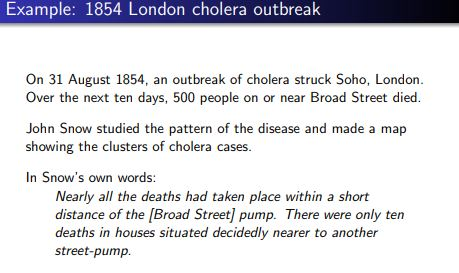 Example: 1854 London cholera outbreak
On 31 August 1854, an outbreak of cholera struck Soho, London.
Over the next ten days, 500 people on or near Broad Street died.
John Snow studied the pattern of the disease and made a map
showing the clusters of cholera cases.
In Snow's own words:
Nearly all the deaths had taken place within a short
distance of the [Broad Street] pump. There were only ten
deaths in houses situated decidedly nearer to another
street-pump.